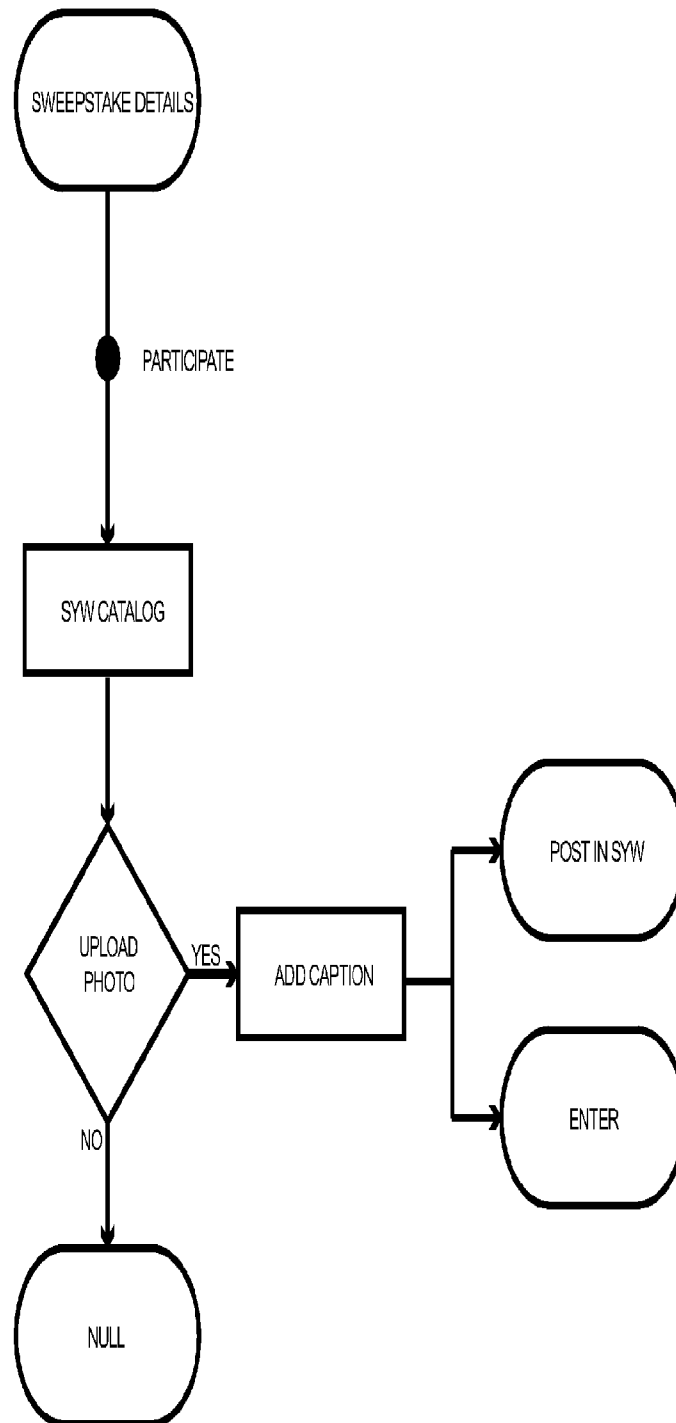 SWEEPSTAKE DETAILS
PARTICIPATE
SYW CATALOG
POST IN SYW
UPLOAD
PHOTO
YES
ADD CAPTION
ENTER
NO
NULL